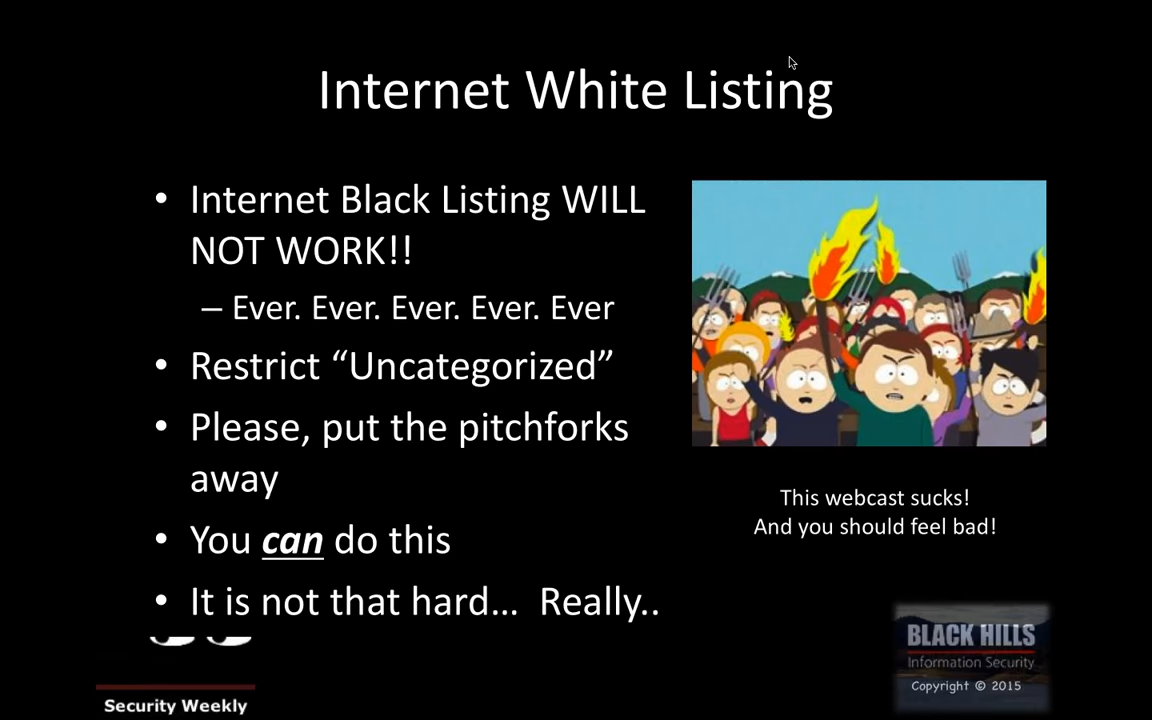 Internet White Listing
• Internet Black Listing WILL
NOT WORK!!
– Ever. Ever. Ever. Ever. Ever
• Restrict “Uncategorized”
• Please, put the pitchforks
away
• You can do this
• It is not that hard… Really..
This webcast sucks!
And you should feel bad!
BLACK HILLS
Information Security
Copyright © 2015
Security Weekly